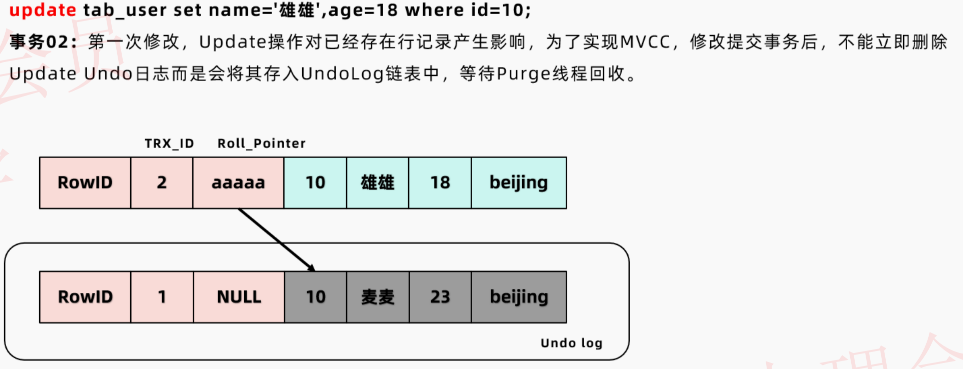 update tab_user set name='雄雄',age=18 where id=10;
事务02：第一次修改，Update操作对已经存在行记录产生影响，为了实现MVCC，修改提交事务后，不能立即删除
Update Undo日志而是会将其存入UndoLog链表中，等待Purge线程回收。
TRX_ID Roll_Pointer
RowID 2 aaaaa 10 雄雄 18 beijing
RowID 1 NULL 10 麦麦 23 beijing
Undo log